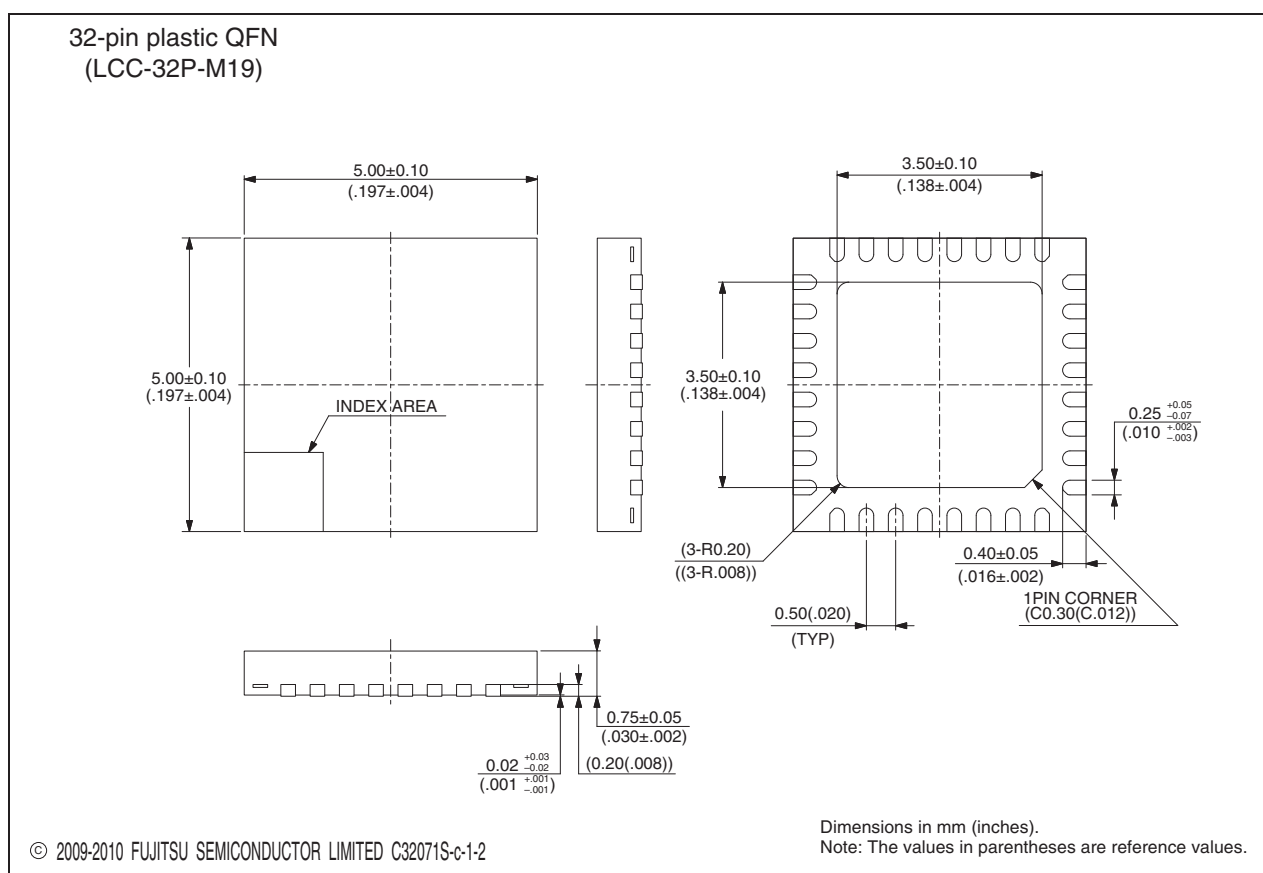 32-pin plastic QFN
(LCC-32P-M19)
5.00±0.10
(.197±.004)
3.50±0.10
(.138±.004)
5.00±0.10
(.197±.004)
INDEX AREA
3.50±0.10
(.138±.004)
0.25 +0.05 –0.07
(.010 +.002 –.003)
(3-R0.20)
((3-R.008))
0.50(.020)
(TYP)
0.40±0.05
(.016±.002)
1PIN CORNER
(C0.30(C.012))
0.75±0.05
(.030±.002)
0.02 +0.03 –0.02
(.001 +.001 –.001)
(0.20(.008))
© 2009-2010 FUJITSU SEMICONDUCTOR LIMITED C32071S-c-1-2
Dimensions in mm (inches).
Note: The values in parentheses are reference values.